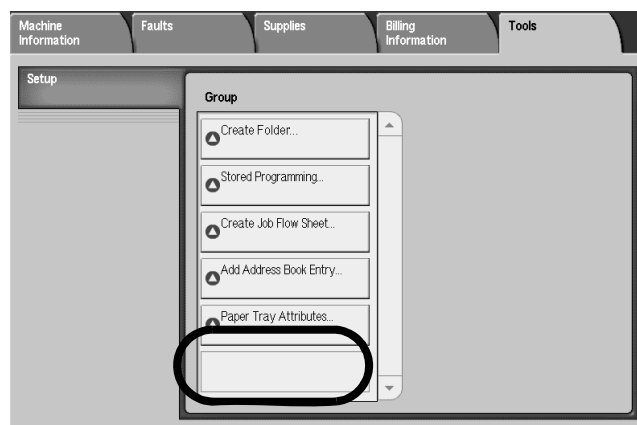 Machine
Information
Faults
Supplies
Billing
Information
Tools
Setup
Group
Create Folder...
Stored Programming...
Create Job Flow Sheet...
Add Address Book Entry...
Paper Tray Attributes...